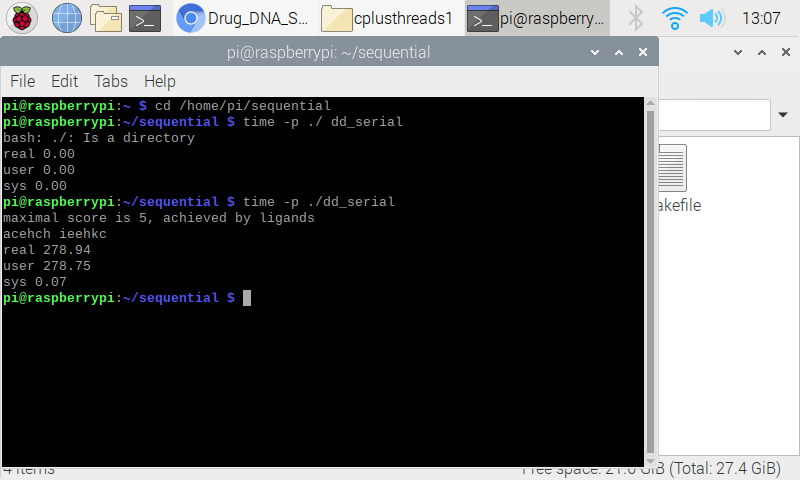 Drug_DNA_S... cplusthreads1 pi@raspberry... 13:07
pi@raspberrypi: ~/sequential
File Edit Tabs Help
pi@raspberrypi:~ $ cd /home/pi/sequential
pi@raspberrypi:~/sequential $ time -p ./ dd_serial
bash: ./: Is a directory
real 0.00
user 0.00
sys 0.00
pi@raspberrypi:~/sequential $ time -p ./dd_serial
maximal score is 5, achieved by ligands
acehch ieehkc
real 278.94
user 278.75
sys 0.07
pi@raspberrypi:~/sequential $
akefile
4 items Free space: 21.6 GiB (Total: 27.4 GiB)